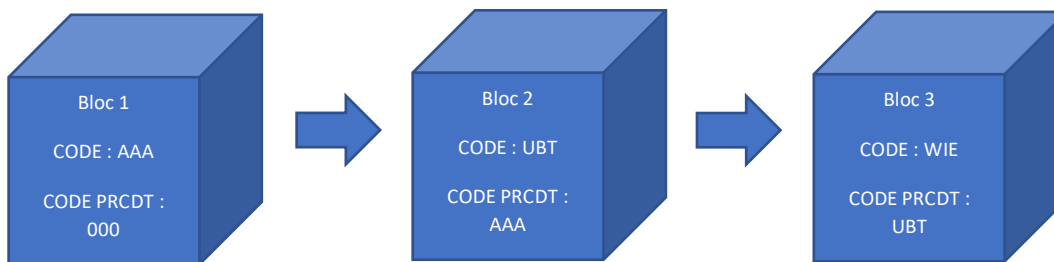 Bloc 1
CODE : AAA
CODE PRCDT :
000
Bloc 2
CODE : UBT
CODE PRCDT :
AAA
Bloc 3
CODE : WIE
CODE PRCDT :
UBT